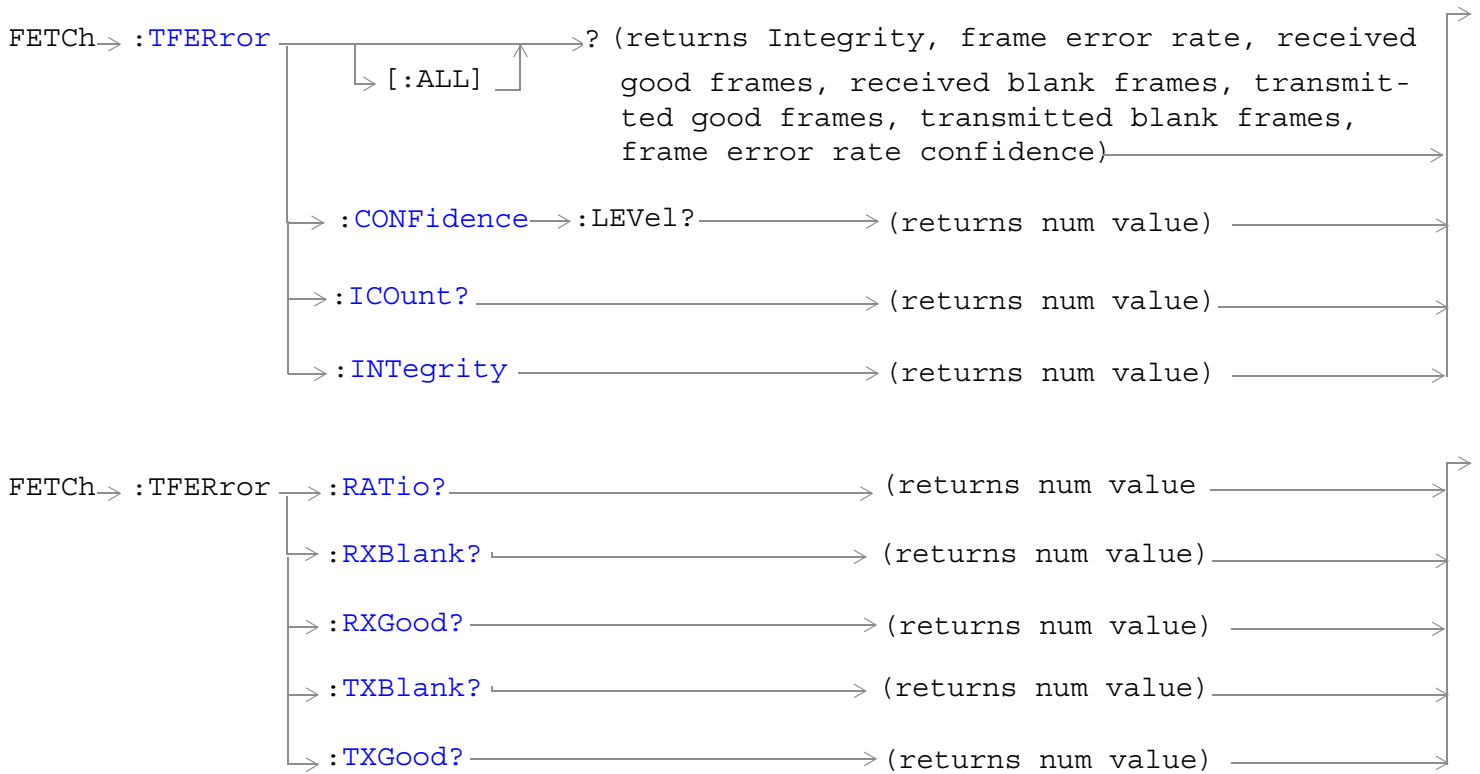 FETCh :TFERror ? (returns Integrity, frame error rate, received
[:ALL] good frames, received blank frames, transmit-
ted good frames, transmitted blank frames,
frame error rate confidence)
:CONFidence :LEVel? (returns num value)
:ICOunt? (returns num value)
:INTegrity (returns num value)
FETCh :TFERror :RATio? (returns num value
:RXBlank? (returns num value)
:RXGood? (returns num value)
:TXBlank? (returns num value)
:TXGood? (returns num value)